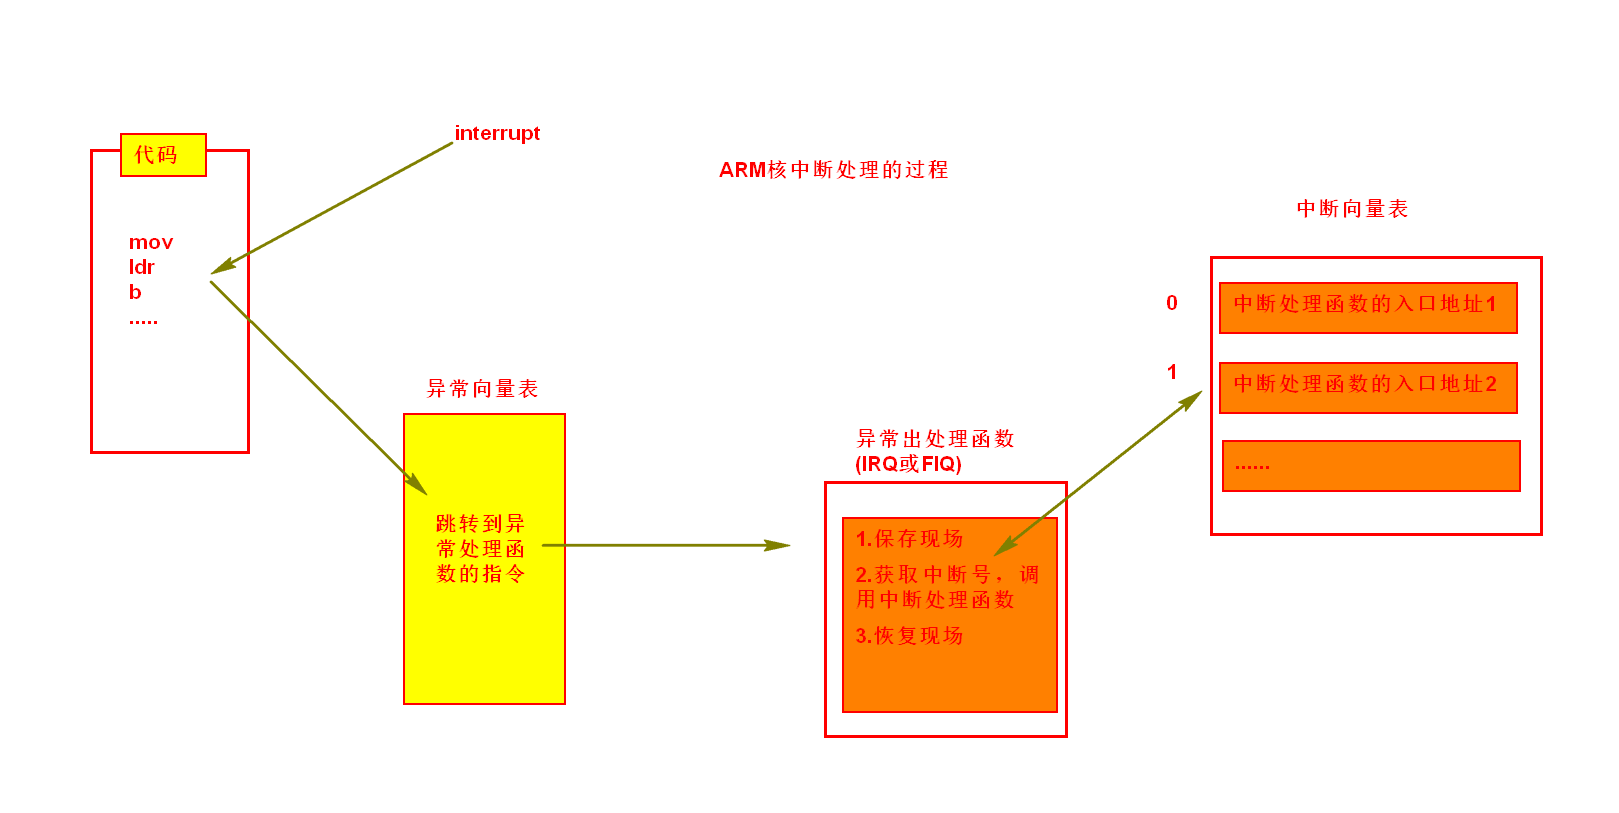 interrupt
代码
ARM核中断处理的过程
中断向量表
mov
ldr
b
.....
0
中断处理函数的入口地址1
1
中断处理函数的入口地址2
......
异常向量表
跳转到异
常处理函
数的指令
异常出处理函数
(IRQ或FIQ)
1.保存现场
2.获取中断号，调
用中断处理函数
3.恢复现场